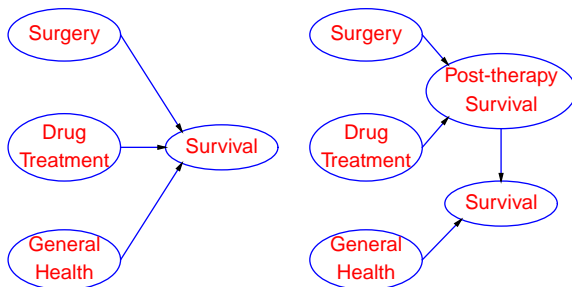 Surgery
Drug
Treatment
Survival
General
Health
Surgery
Post-therapy
Survival
Drug
Treatment
Survival
General
Health